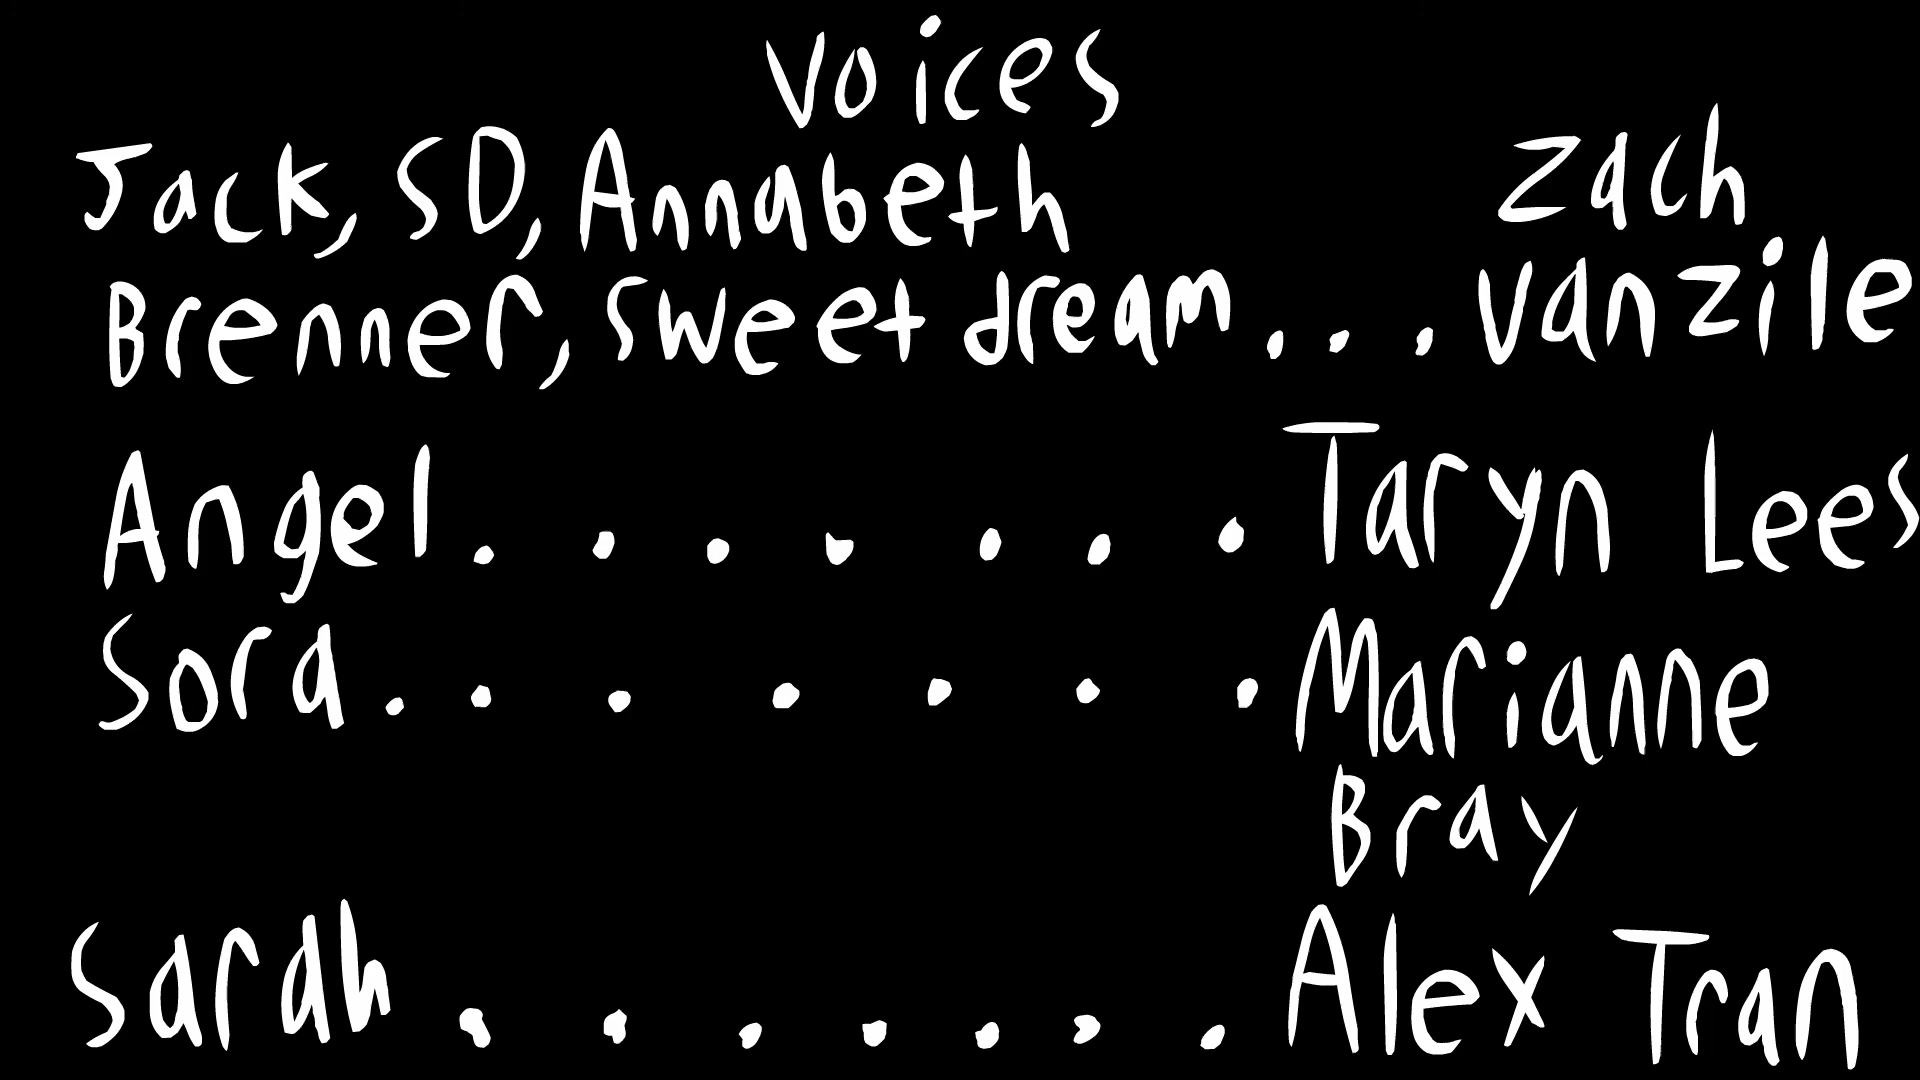 Voices
Jack, SD, Annabeth Zach
Brenner, sweet dream... vanzile
Angel....... Taryn Lees
Sora....... Marianne
Bray
Sarah....... Alex Tran